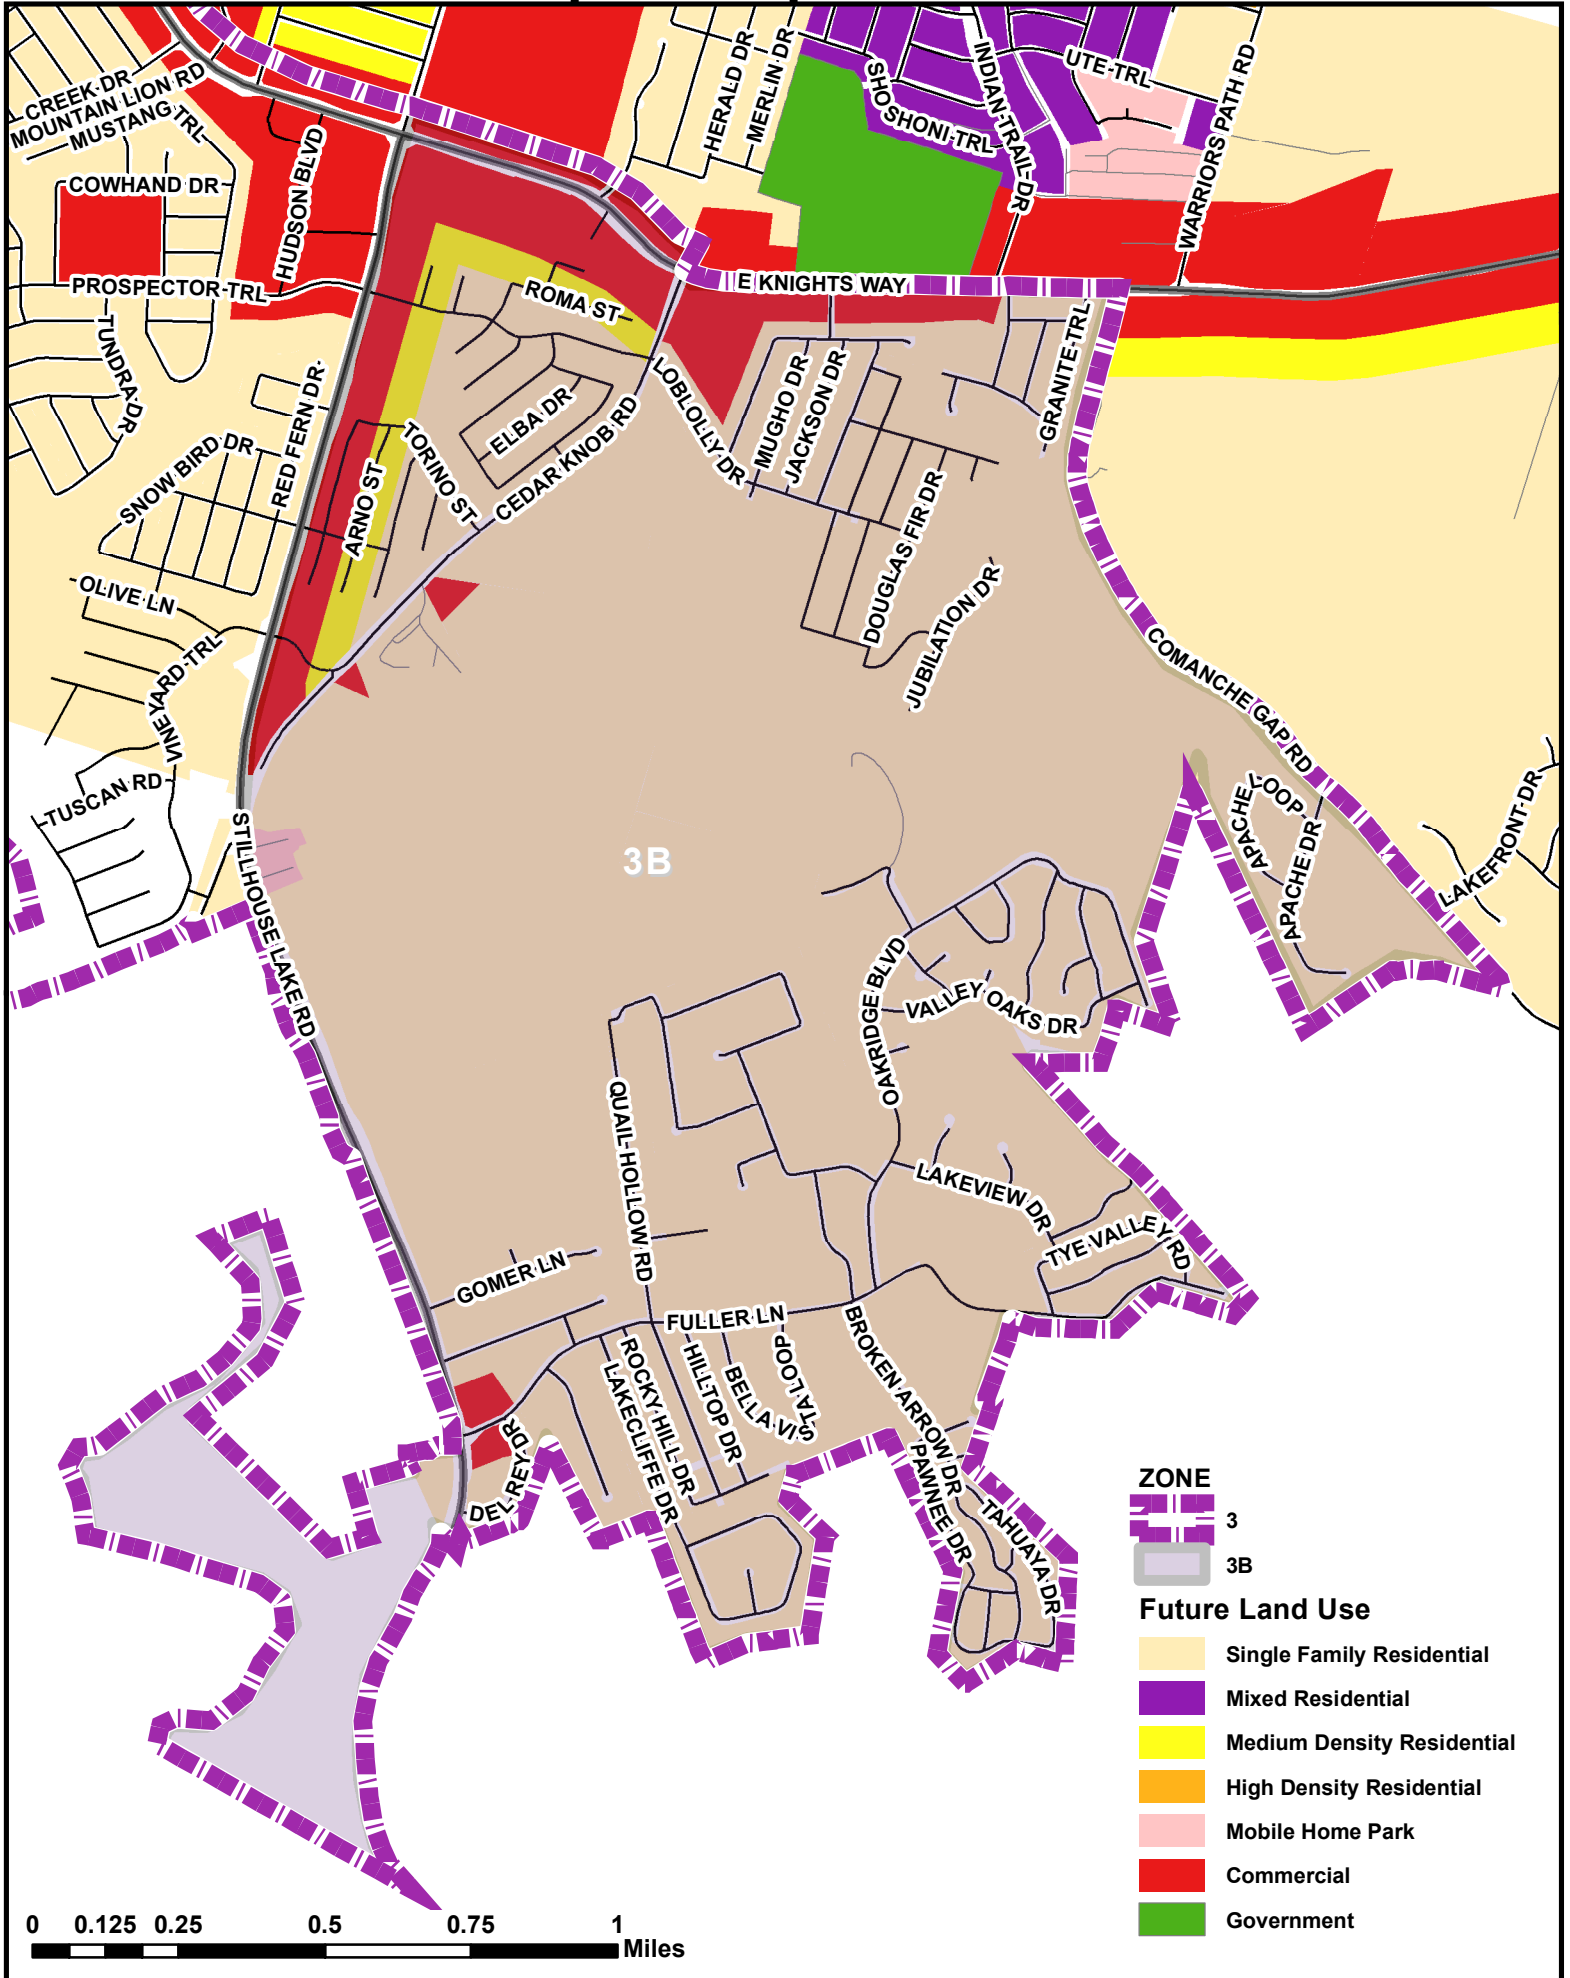 UTE TRL
INDIAN TRAIL DR
HERALD DR
MERLIN DR
SHOSHONI TRL
WARRIORS PATH RD
CREEK DR
MOUNTAIN LION RD
MUSTANG TRL
COWHAND DR
HUDSON BLVD
PROSPECTOR TRL
E KNIGHTS WAY
ROMA ST
TUNDRA DR
GRANITE TRL
LOBLOLLY DR
MUGHO DR
JACKSON DR
RED FERN DR
ELBA DR
CEDAR KNOB RD
TORINO ST
SNOW BIRD DR
ARNO ST
DOUGLAS FIR DR
JUBILATION DR
OLIVE LN
VINEYARD TRL
COMANCHE GAP RD
TUSCAN RD
APACHE LOOP
APACHE DR
LAKEFRONT DR
STILLHOUSE LAKE RD
3B
OAKRIDGE BLVD
VALLEY OAKS DR
QUAIL HOLLOW RD
LAKEVIEW DR
TYE VALLEY RD
GOMER LN
FULLER LN
BROKEN ARROW DR
ROCKY HILL DR
LAKECLIFFE DR
HILLTOP DR
BELLA VISTA LOOP
DEL REY DR
PAWNEE DR
TAHUAYA DR
ZONE
3
3B
Future Land Use
Single Family Residential
Mixed Residential
Medium Density Residential
High Density Residential
Mobile Home Park
Commercial
Government
0 0.125 0.25 0.5 0.75 1
Miles